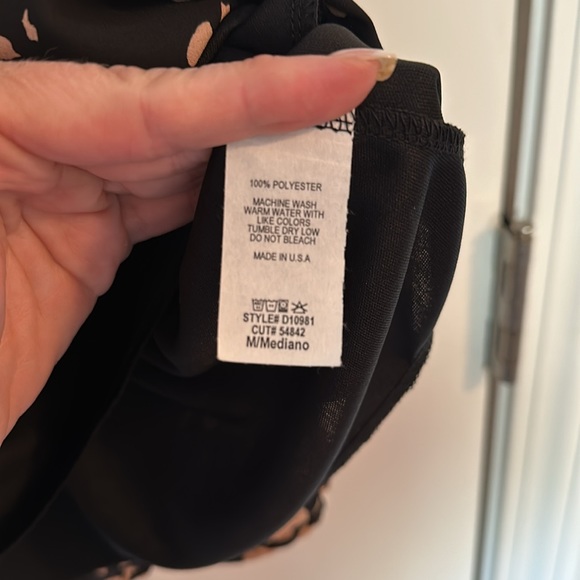 100% POLYESTER
MACHINE WASH
WARM WATER WITH
LIKE COLORS
TUMBLE DRY LOW
DO NOT BLEACH
MADE IN U.S.A
STYLE# D10981
CUT# 54842
M/Mediano